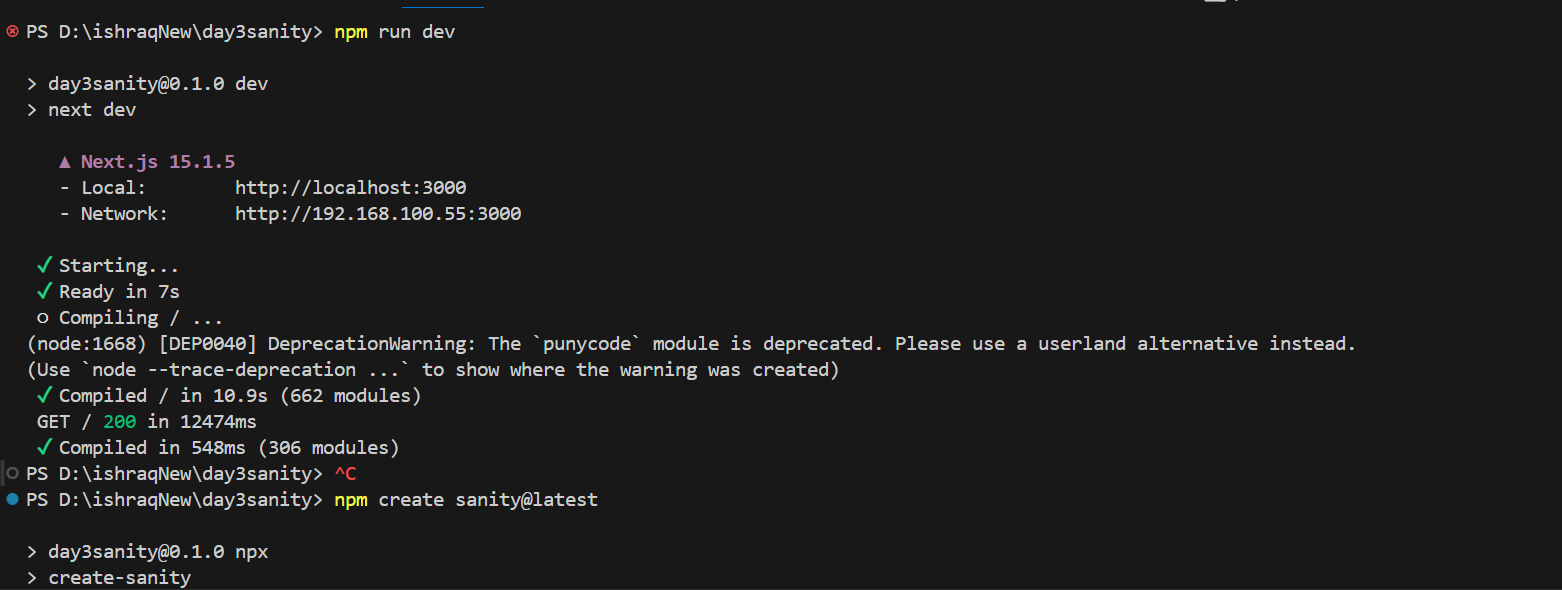 PS D:\ishraqNew\day3sanity> npm run dev
> day3sanity@0.1.0 dev
> next dev
▲ Next.js 15.1.5
- Local:        http://localhost:3000
- Network:      http://192.168.100.55:3000
✓ Starting...
✓ Ready in 7s
○ Compiling / ...
(node:1668) [DEP0040] DeprecationWarning: The `punycode` module is deprecated. Please use a userland alternative instead.
(Use `node --trace-deprecation ...` to show where the warning was created)
✓ Compiled / in 10.9s (662 modules)
GET / 200 in 12474ms
✓ Compiled in 548ms (306 modules)
PS D:\ishraqNew\day3sanity> ^C
PS D:\ishraqNew\day3sanity> npm create sanity@latest
> day3sanity@0.1.0 npx
> create-sanity